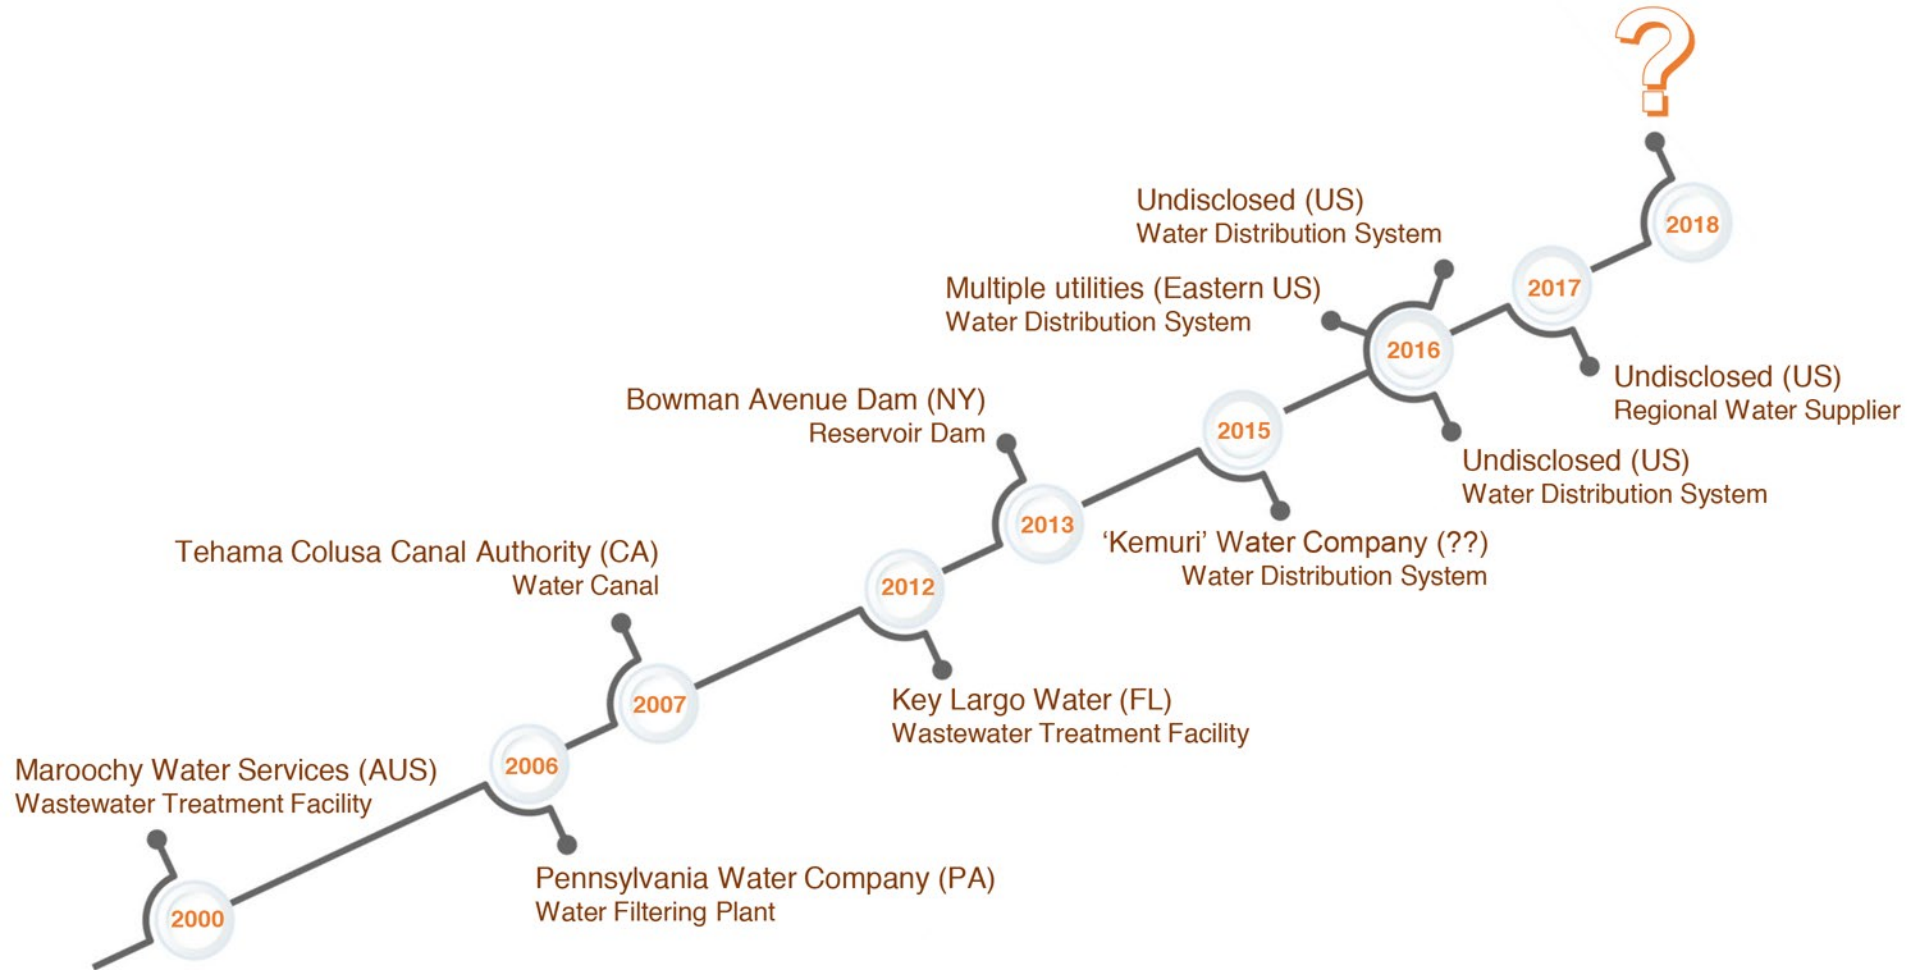 ?
Undisclosed (US)
Water Distribution System
2018
Multiple utilities (Eastern US)
Water Distribution System
2017
2016
Undisclosed (US)
Regional Water Supplier
Bowman Avenue Dam (NY)
Reservoir Dam
2015
Undisclosed (US)
Water Distribution System
2013
‘Kemuri’ Water Company (??)
Water Distribution System
Tehama Colusa Canal Authority (CA)
Water Canal
2012
Key Largo Water (FL)
Wastewater Treatment Facility
2007
2006
Maroochy Water Services (AUS)
Wastewater Treatment Facility
Pennsylvania Water Company (PA)
Water Filtering Plant
2000